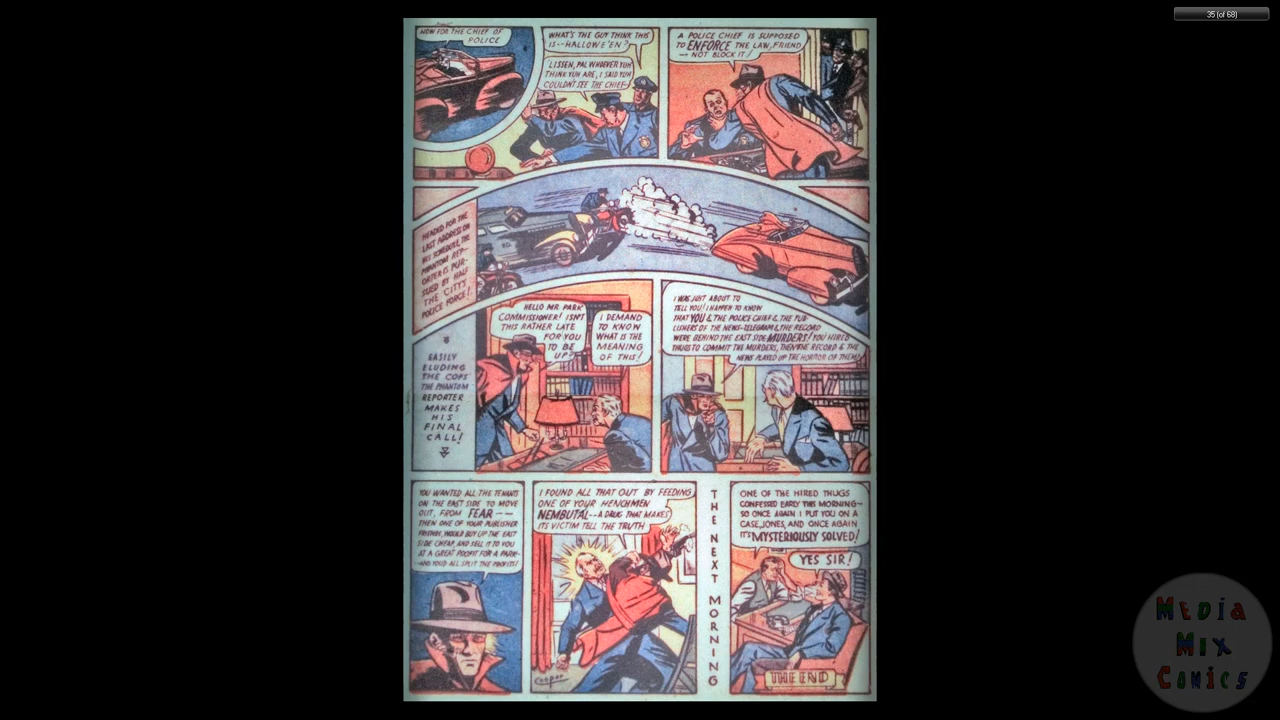 35 (of 68)
NOW FOR THE CHIEF OF
POLICE
WHAT'S THE GUY THINK THIS
IS--HALLOWE'EN?
LISSEN, PAL WHOEVER YUH
THINK YUH ARE, I SAID YUH
COULDN'T SEE THE CHIEF-
A POLICE CHIEF IS SUPPOSED
TO ENFORCE THE LAW, FRIEND
-- NOT BLOCK IT!
HEADED FOR THE
LAST ADDRESS ON
HIS SCHEDULE, THE
PHANTOM REP-
ORTER IS PUR-
SUED BY HALF
THE CITY
POLICE FORCE!
EASILY
ELUDING
THE COPS
THE PHANTOM
REPORTER
MAKES
HIS
FINAL
CALL!
HELLO MR. PARK
COMMISSIONER! ISN'T
THIS RATHER LATE
FOR YOU
TO BE
UP?
I DEMAND
TO KNOW
WHAT IS THE
MEANING
OF THIS!
I WAS JUST ABOUT TO
TELL YOU! I HAPPEN TO KNOW
THAT YOU & THE POLICE CHIEF & THE PUB-
LISHERS OF THE NEWS-TELEGRAM & THE RECORD
WERE BEHIND THE EAST SIDE MURDERS! YOU HIRED
THUGS TO COMMIT THE MURDERS, THEN THE RECORD & THE
NEWS PLAYED UP THE HORROR OF THEM!
YOU WANTED ALL THE TENANTS
ON THE EAST SIDE TO MOVE
OUT, FROM FEAR --
THEN ONE OF YOUR PUBLISHER
FRIENDS, WOULD BUY UP THE EAST
SIDE CHEAP, AND SELL IT TO YOU
AT A GREAT PROFIT FOR A PARK-
-AND YOU'D ALL SPLIT THE PROFITS!
I FOUND ALL THAT OUT BY FEEDING
ONE OF YOUR HENCHMEN
NEMBUTAL--A DRUG THAT MAKES
ITS VICTIM TELL THE TRUTH
Cooper
THE NEXT MORNING
ONE OF THE HIRED THUGS
CONFESSED EARLY THIS MORNING-
SO ONCE AGAIN I PUT YOU ON A
CASE, JONES, AND ONCE AGAIN
IT'S MYSTERIOUSLY SOLVED!
YES SIR!
THE END
MEDIA
MIX
COMICS